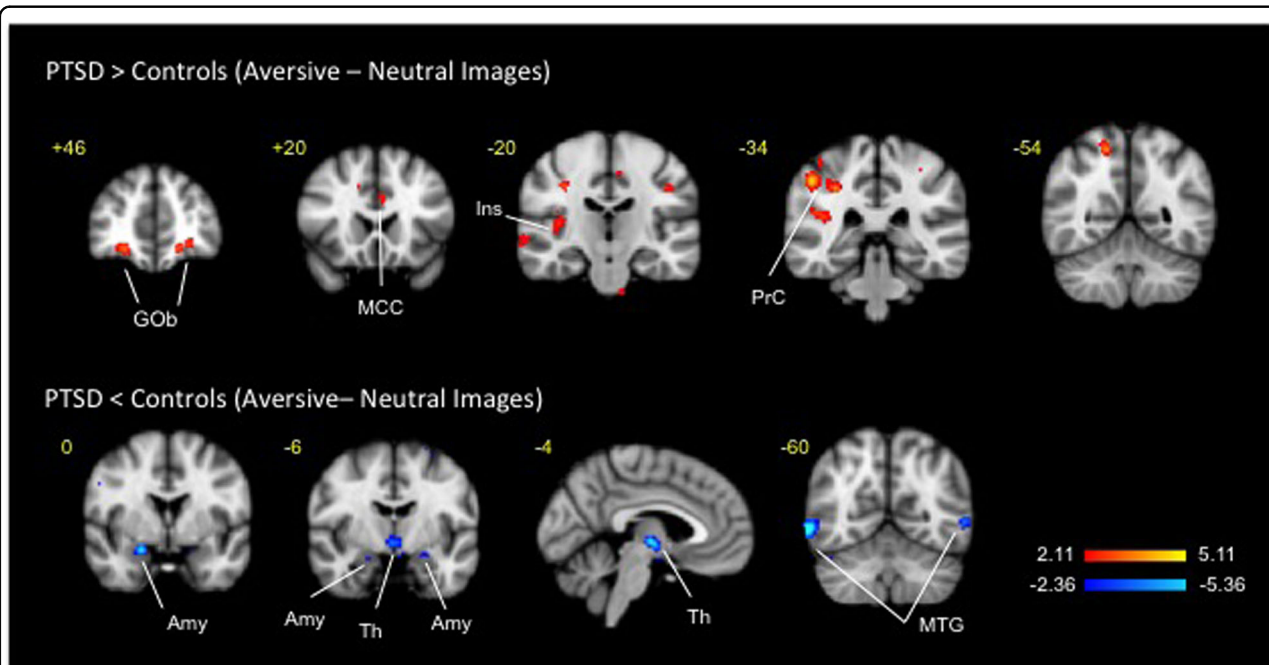 PTSD > Controls (Aversive – Neutral Images)
+46
+20
-20
-34
-54
Ins
GOb
MCC
PrC
PTSD < Controls (Aversive– Neutral Images)
0
-6
-4
-60
2.11 5.11
-2.36 -5.36
Amy
Amy
Th
Amy
Th
MTG